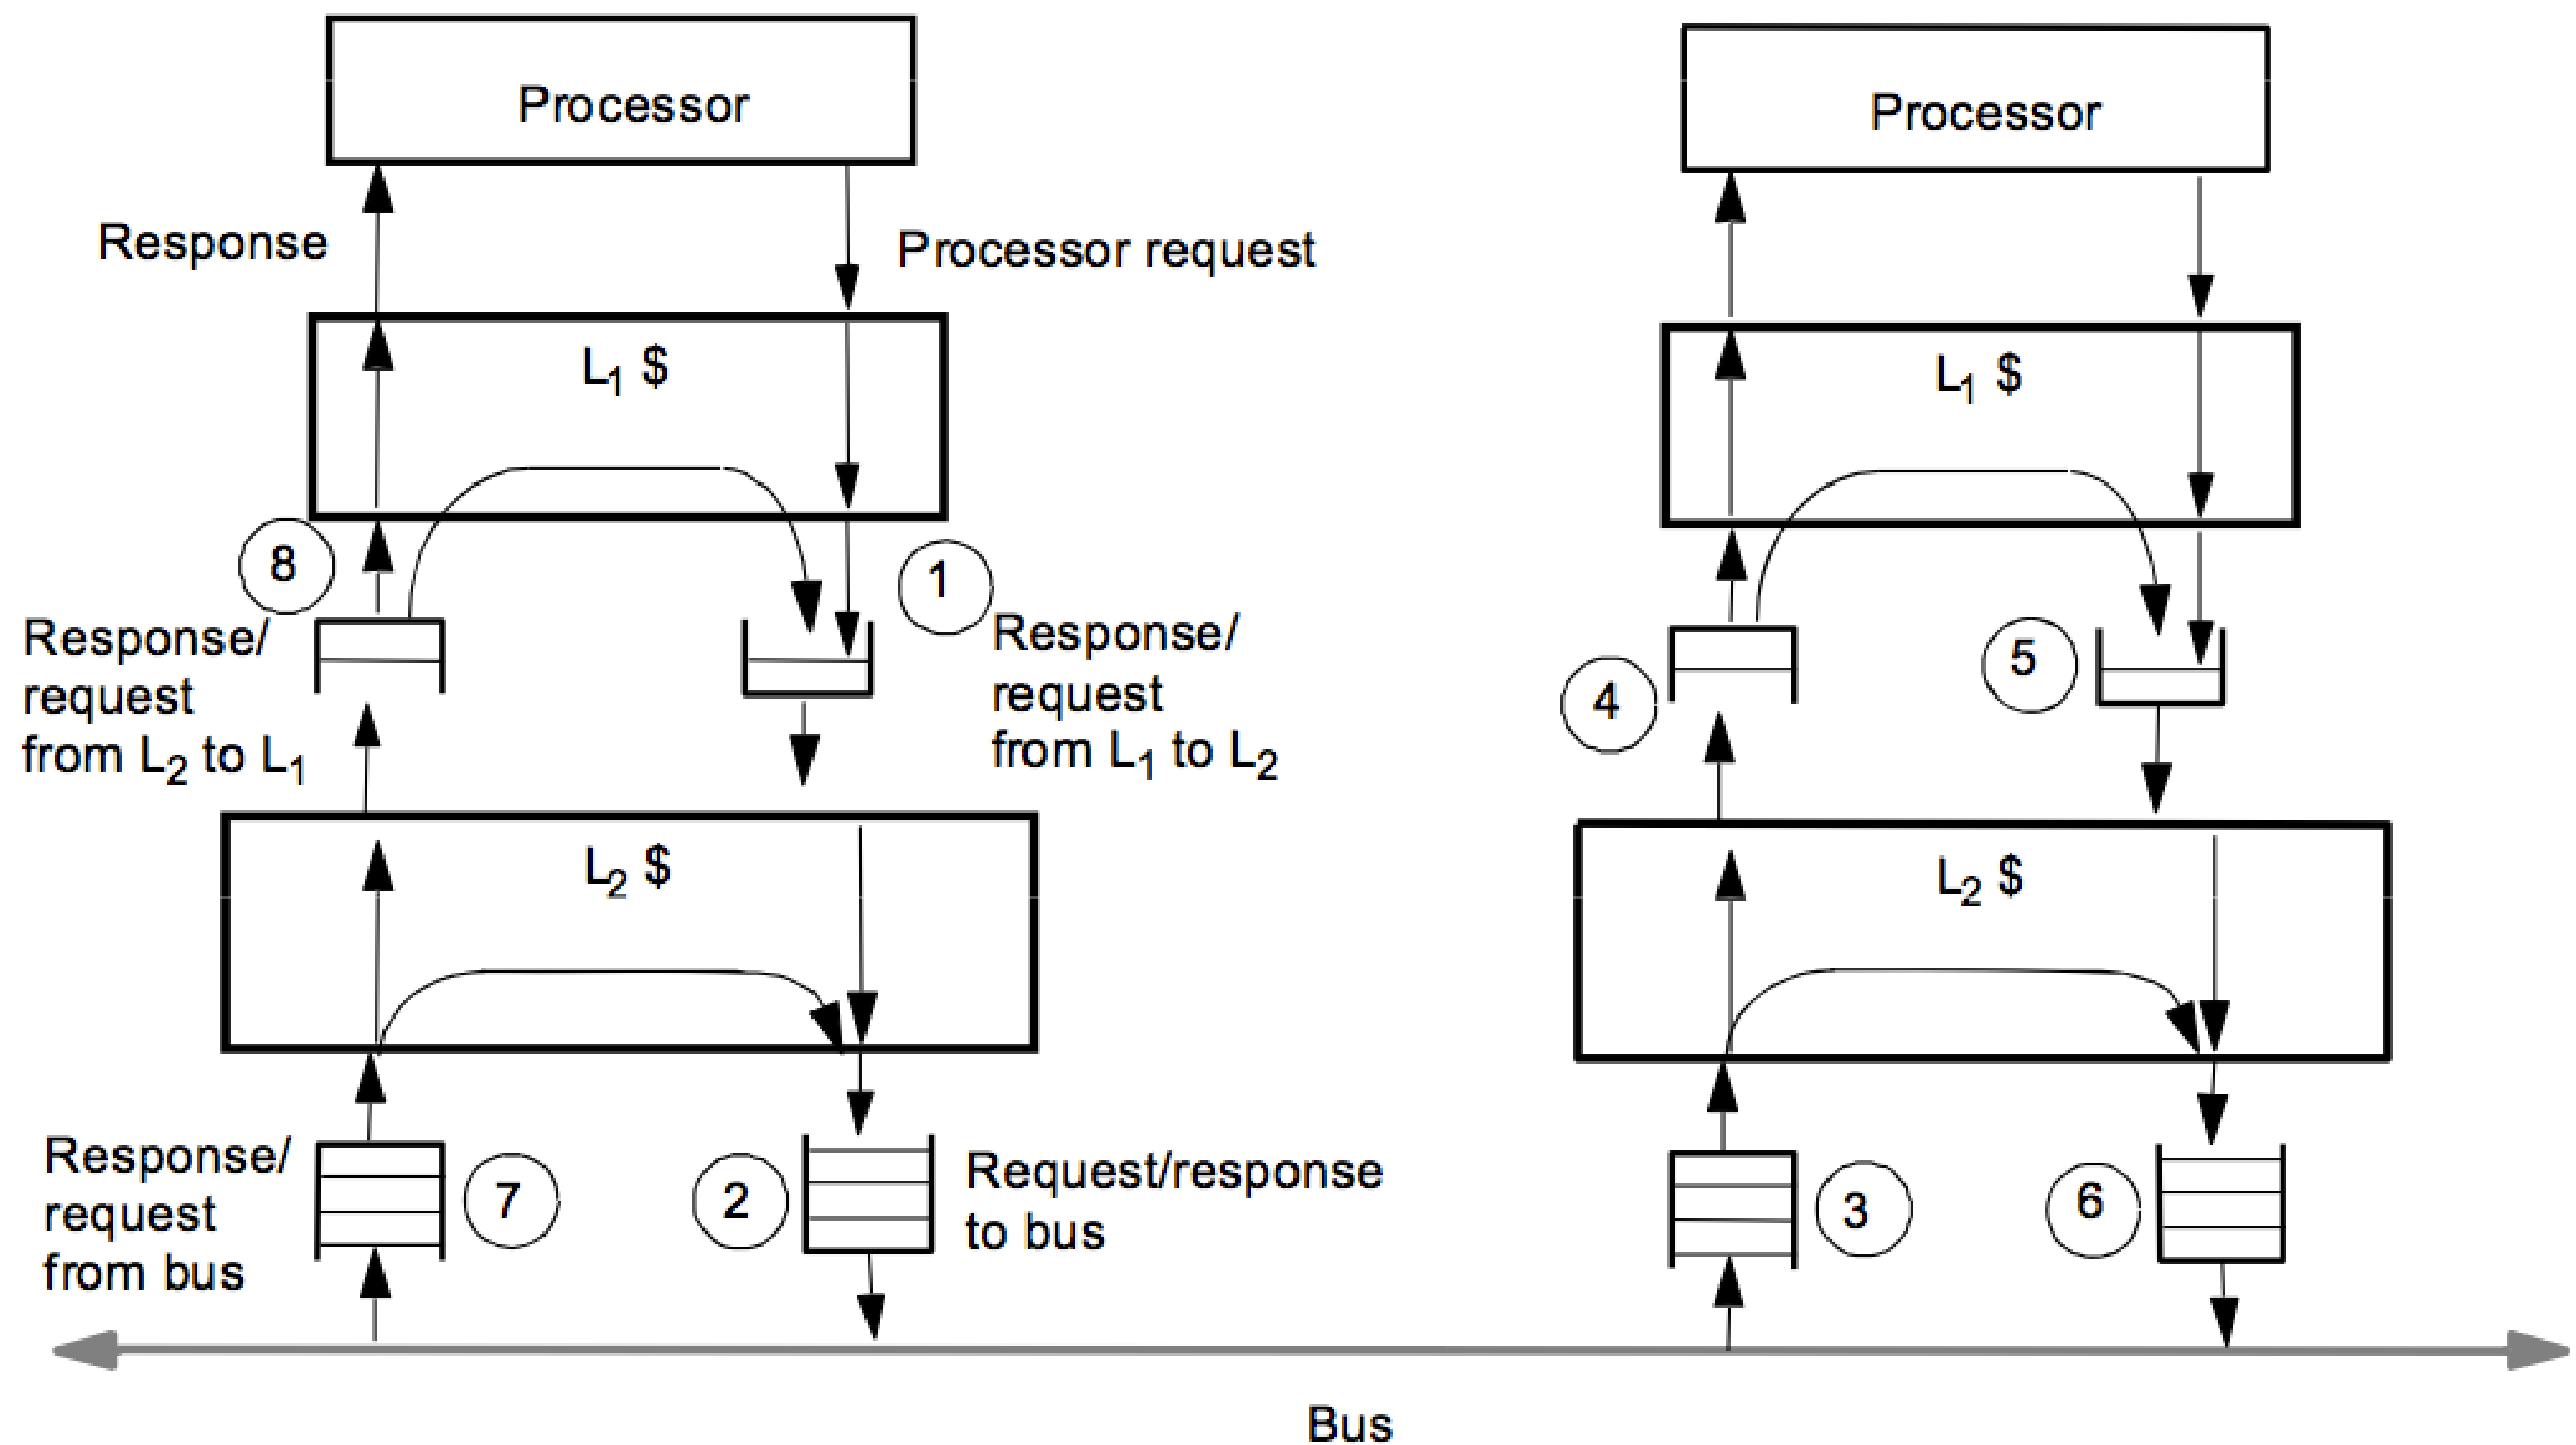 Processor
Processor
Response
Processor request
L1 $
L1 $
8
1
Response/
request
from L2 to L1
Response/
request
from L1 to L2
4
5
L2 $
L2 $
Response/
request
from bus
7
2
Request/response
to bus
3
6
Bus